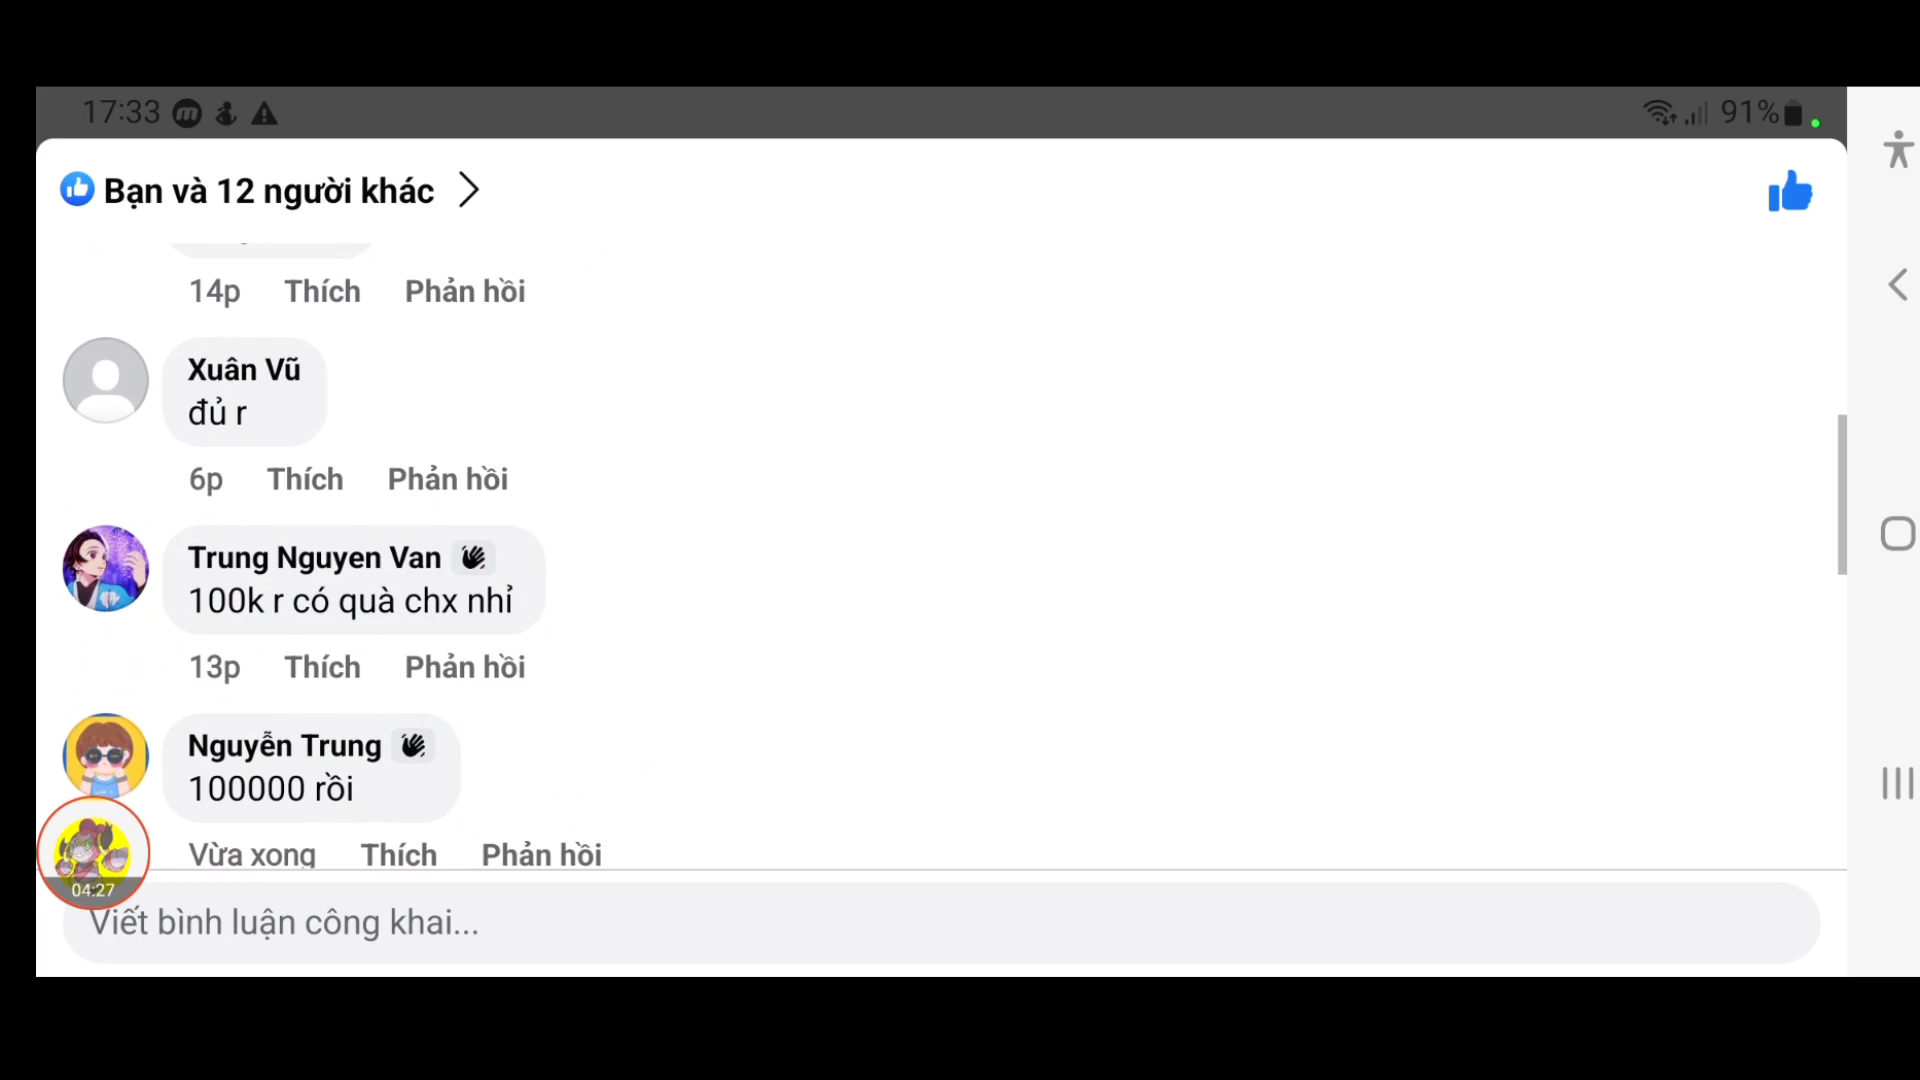 17:33
91%
Bạn và 12 người khác
14p Thích Phản hồi
Xuân Vũ
đủ r
6p Thích Phản hồi
Trung Nguyen Van
100k r có quà chx nhỉ
13p Thích Phản hồi
Nguyễn Trung
100000 rồi
Vừa xong Thích Phản hồi
04:27
Viết bình luận công khai...